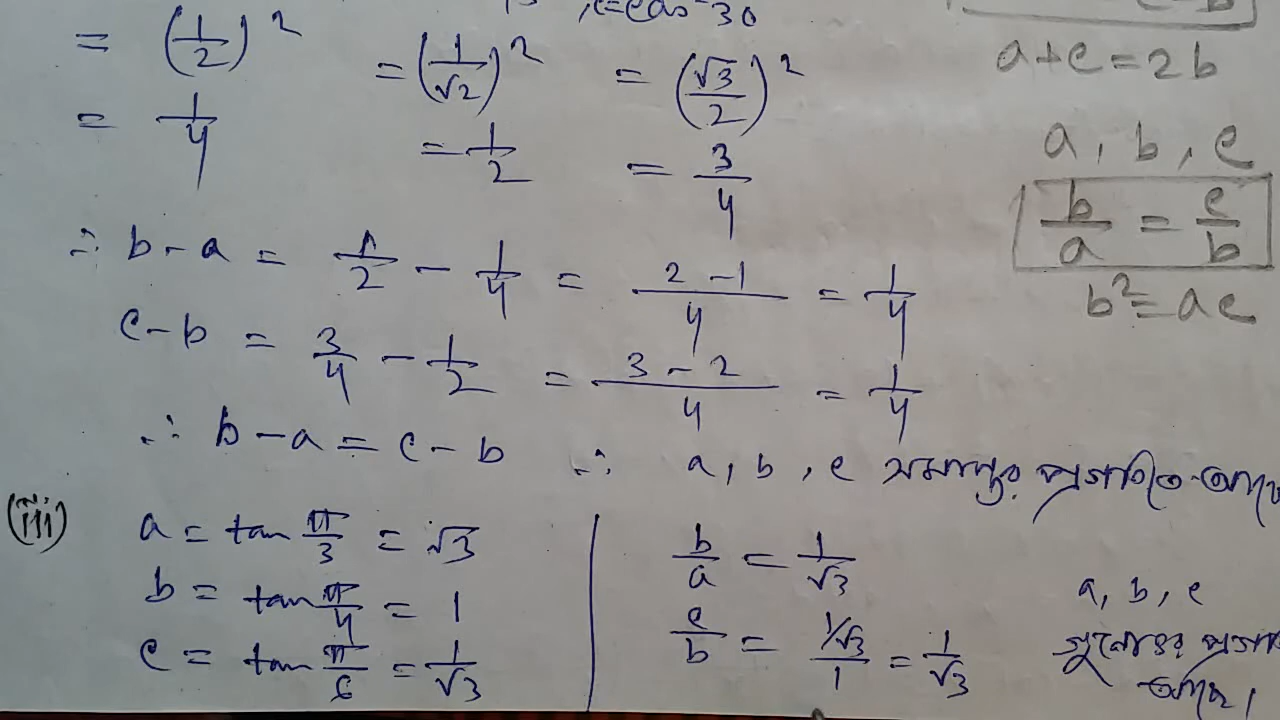 = cos² 30
= (1/2)² = (1/√2)² = (√3/2)²
= 1/4 = 1/2 = 3/4
a+c=2b
a, b, c
b/a = c/b
b²=ac
∴ b-a = 1/2 - 1/4 = (2-1)/4 = 1/4
c-b = 3/4 - 1/2 = (3-2)/4 = 1/4
∴ b-a = c-b ∴ a, b, c সমান্তর প্রগতিতে
(iii) a = tan π/3 = √3
b = tan π/4 = 1
c = tan π/6 = 1/√3
b/a = 1/√3
c/b = (1/√3)/1 = 1/√3
a, b, c
গুণোত্তর
আছে।